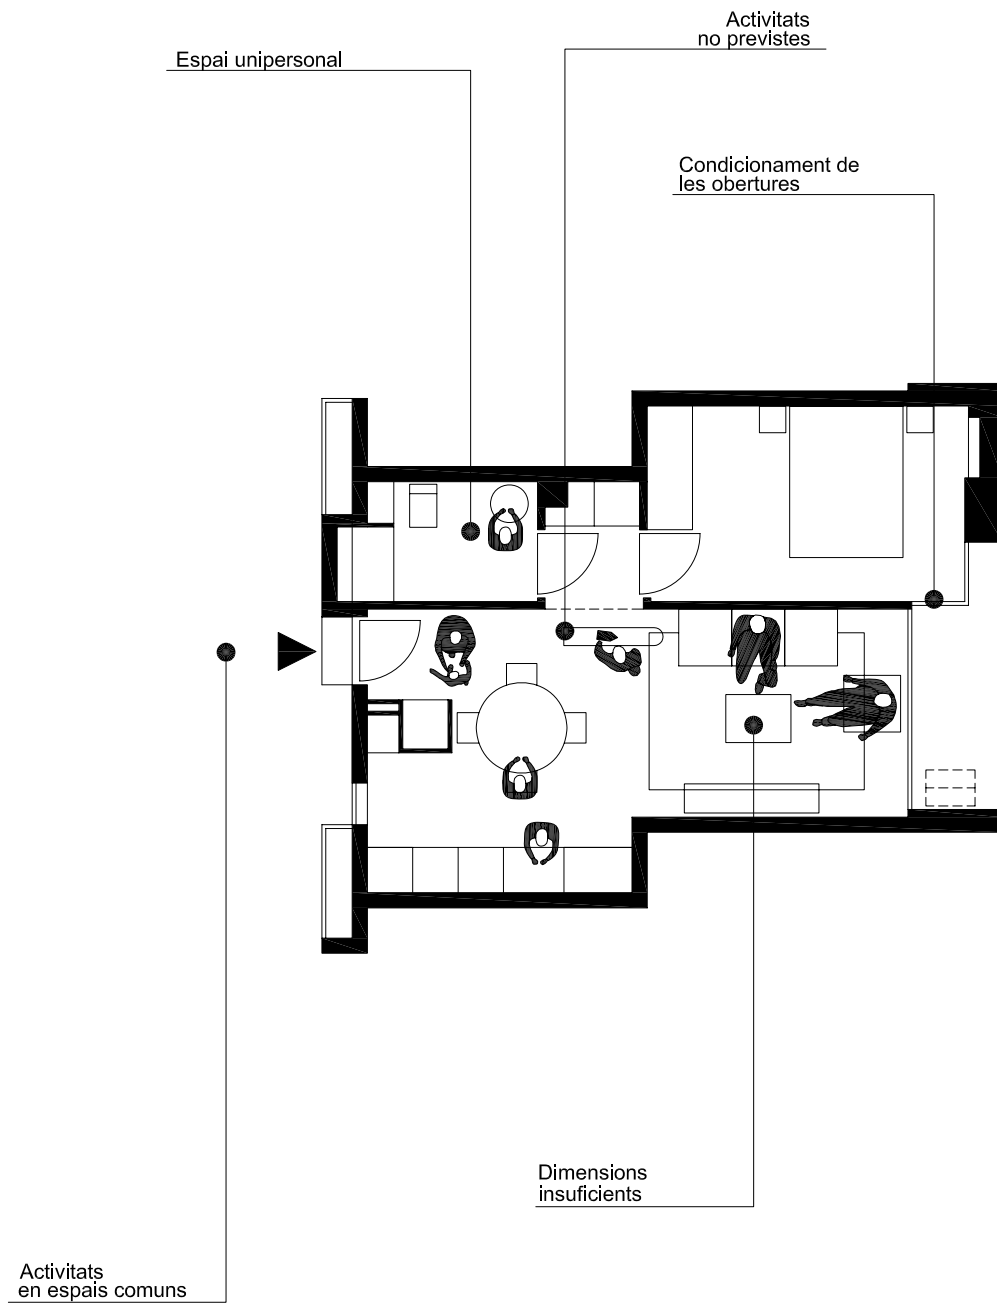 Activitats
no previstes
Espai unipersonal
Condicionament de
les obertures
Dimensions
insuficients
Activitats
en espais comuns